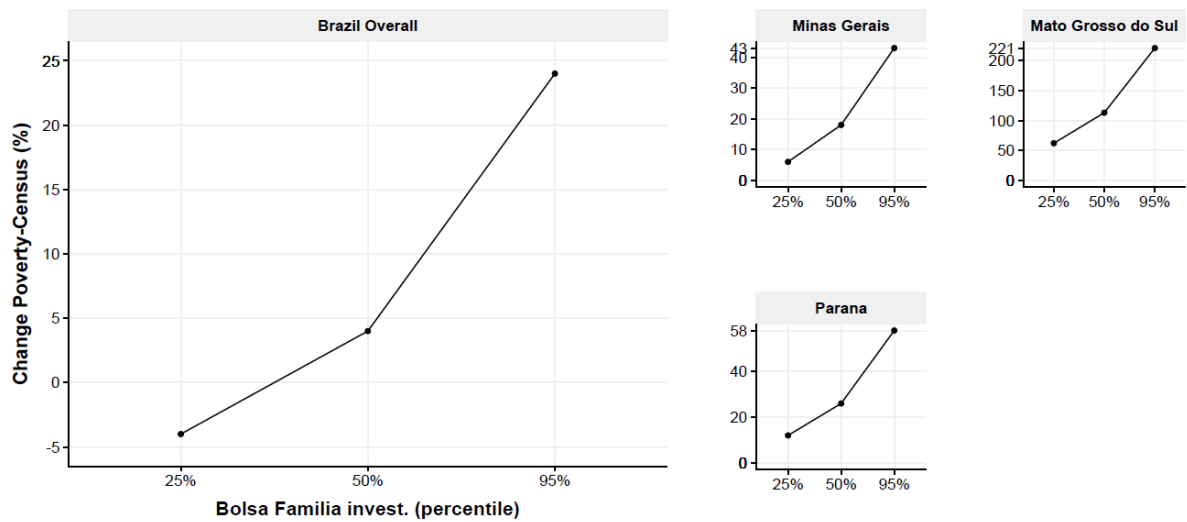 Brazil Overall
Change Poverty-Census (%)
25
20
15
10
5
0
-5
25% 50% 95%
Bolsa Familia invest. (percentile)
Minas Gerais
43
40
30
20
10
0
25% 50% 95%
Mato Grosso do Sul
221
200
150
100
50
0
25% 50% 95%
Parana
58
40
20
0
25% 50% 95%